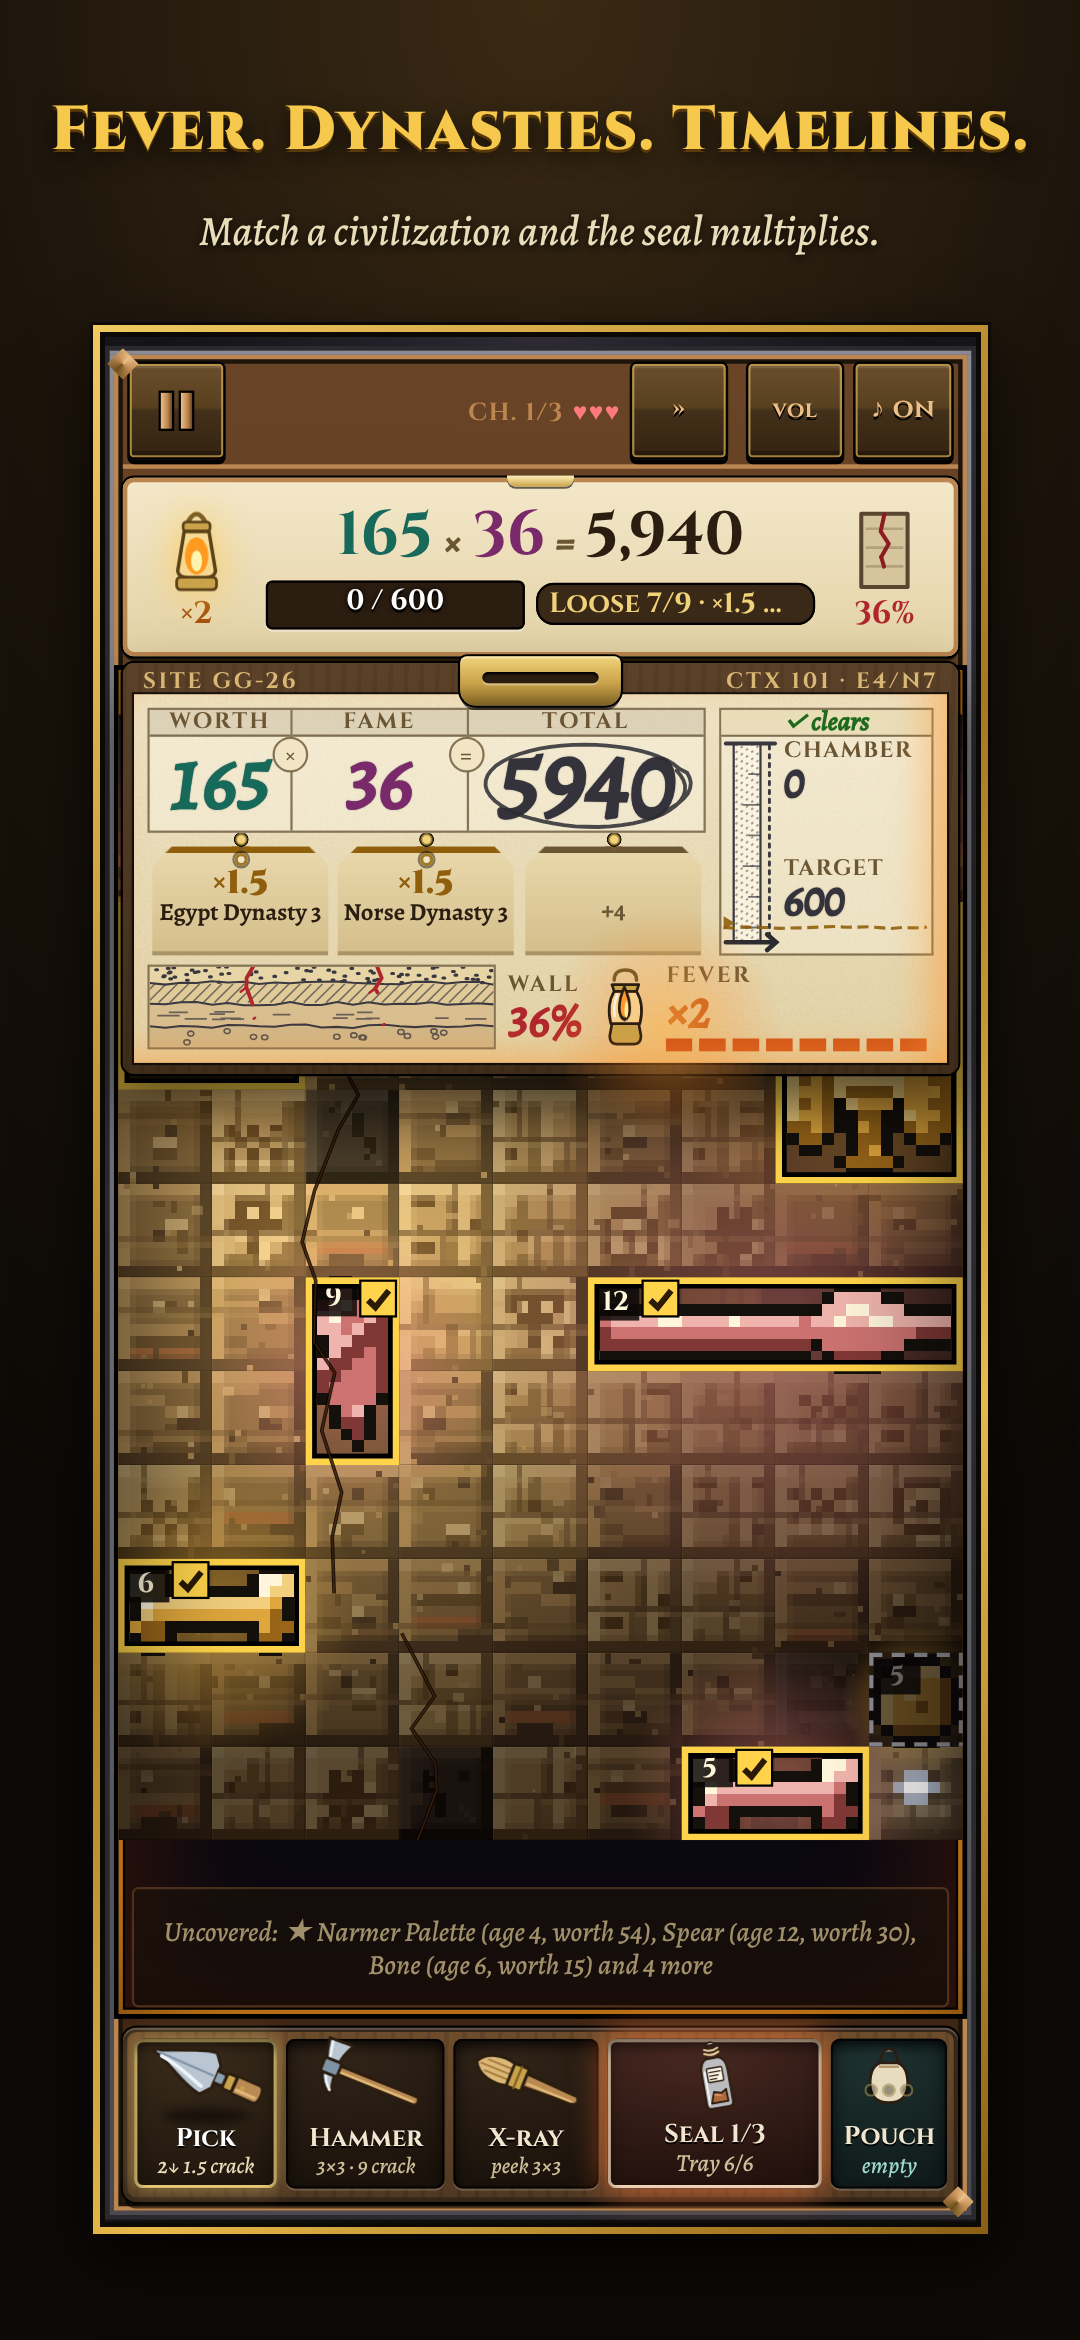 Fever. Dynasties. Timelines.
Match a civilization and the seal multiplies.
CH. 1/3 ♥♥♥
»
VOL
♪ ON
165 × 36 = 5,940
×2
0 / 600
Loose 7/9 · ×1.5 ...
36%
SITE GG-26
CTX 101 · E4/N7
WORTH
FAME
TOTAL
165 × 36 = 5940
✓ clears
CHAMBER
0
TARGET
600
×1.5
Egypt Dynasty 3
×1.5
Norse Dynasty 3
+4
WALL
36%
FEVER
×2
9
12
6
5
5
Uncovered: ★ Narmer Palette (age 4, worth 54), Spear (age 12, worth 30),
Bone (age 6, worth 15) and 4 more
Pick
2↓ 1.5 crack
Hammer
3×3 · 9 crack
X-ray
peek 3×3
Seal 1/3
Tray 6/6
Pouch
empty